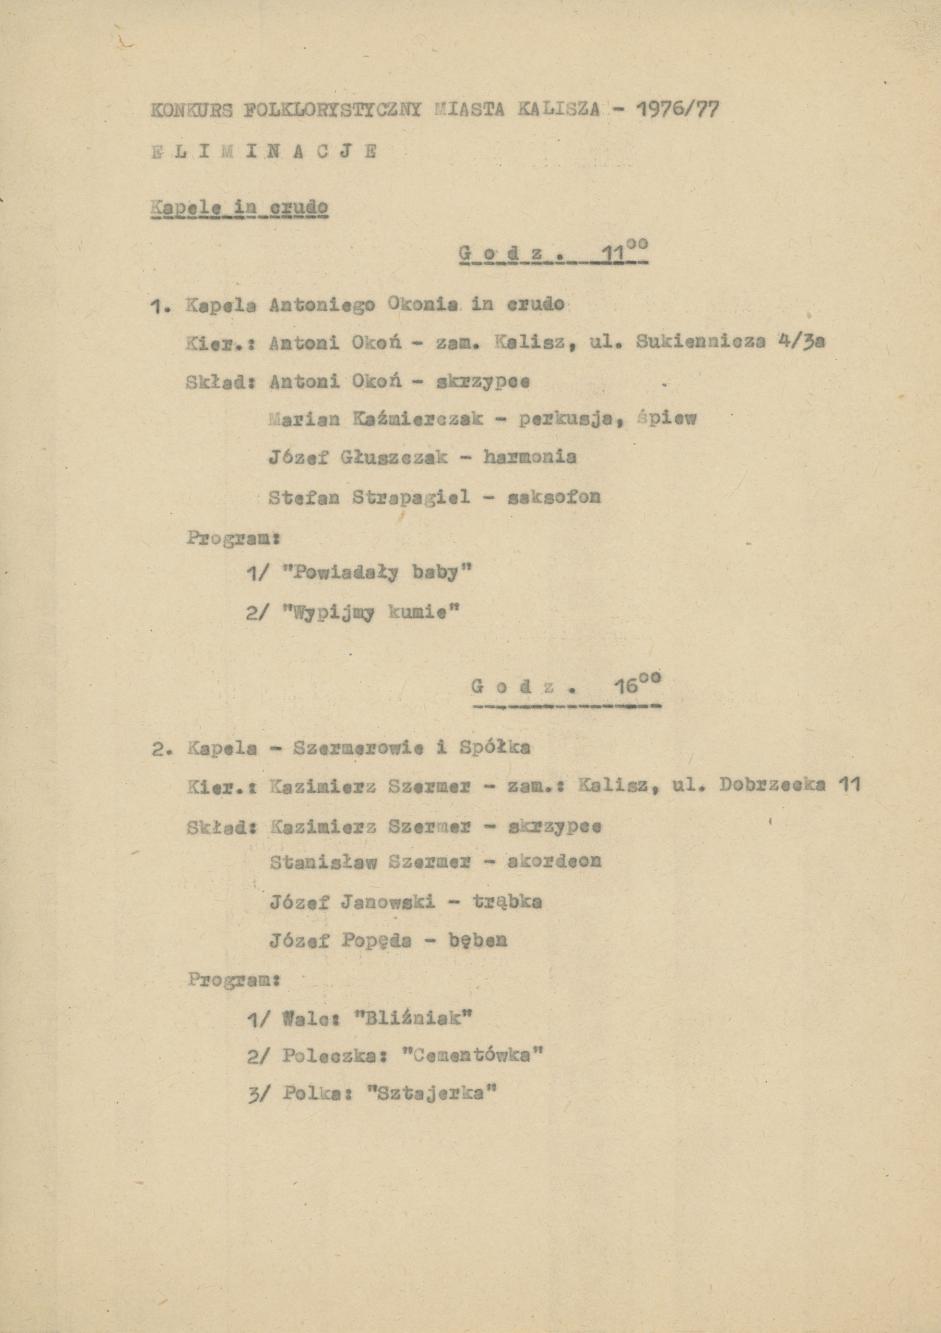 KONKURS FOLKLORYSTYCZNY MIASTA KALISZA - 1976/77
E L I M I N A C J E
Kapele in crudo
G o d z . 11⁰⁰
1. Kapela Antoniego Okonia in crudo
Kier.: Antoni Okoń - zam. Kalisz, ul. Sukiennicza 4/3a
Skład: Antoni Okoń - skrzypce
Marian Kaźmierczak - perkusja, śpiew
Józef Głuszczak - harmonia
Stefan Strapagiel - saksofon
Program:
1/ "Powiadały baby"
2/ "Wypijmy kumie"
G o d z . 16⁰⁰
2. Kapela - Szermerowie i Spółka
Kier.: Kazimierz Szermer - zam.: Kalisz, ul. Dobrzecka 11
Skład: Kazimierz Szermer - skrzypce
Stanisław Szermer - akordeon
Józef Janowski - trąbka
Józef Popęda - bęben
Program:
1/ Walc: "Bliźniak"
2/ Poleczka: "Cementówka"
3/ Polka: "Sztajerka"